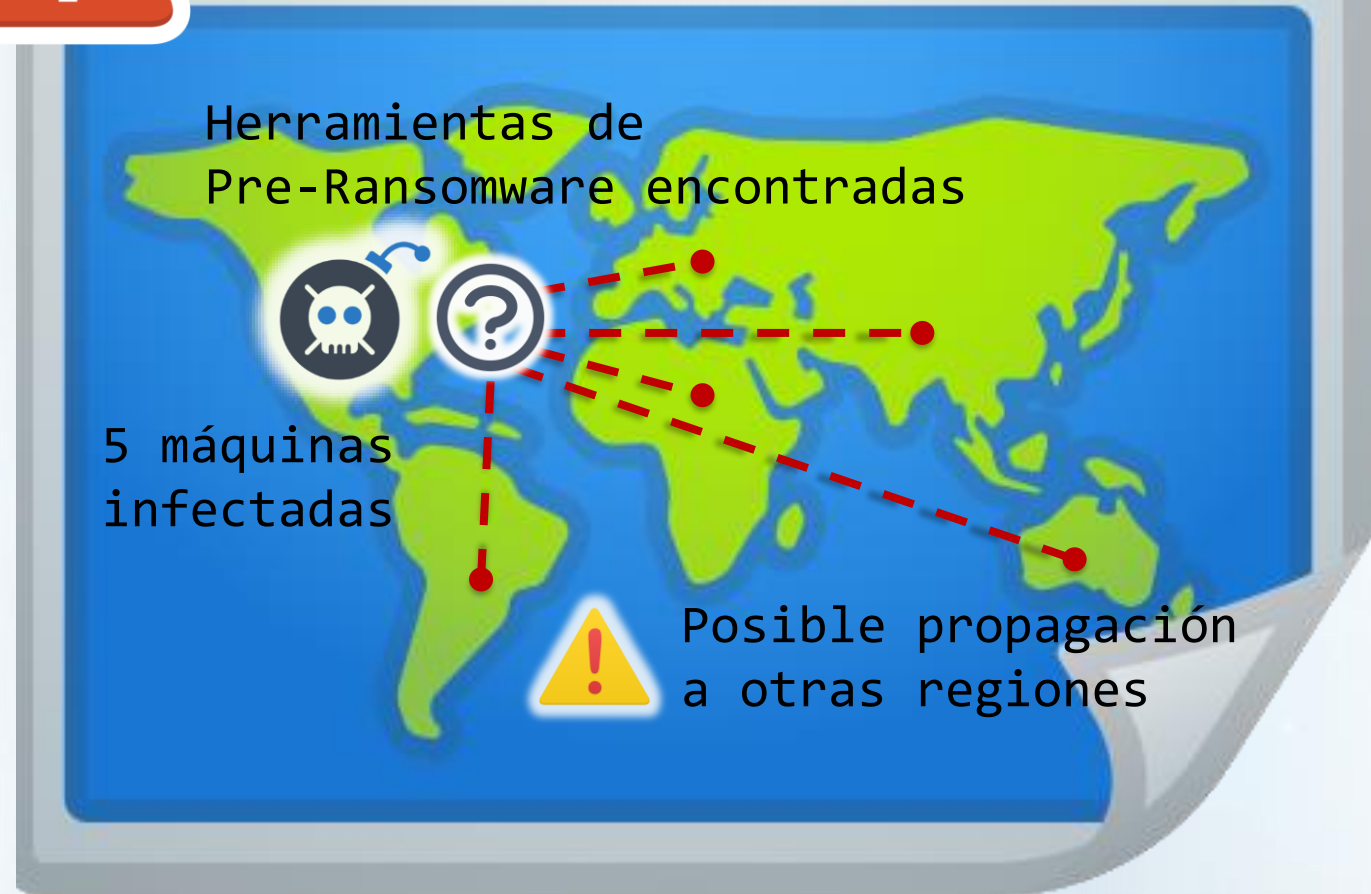 Herramientas de
Pre-Ransomware encontradas
5 máquinas
infectadas
Posible propagación
a otras regiones